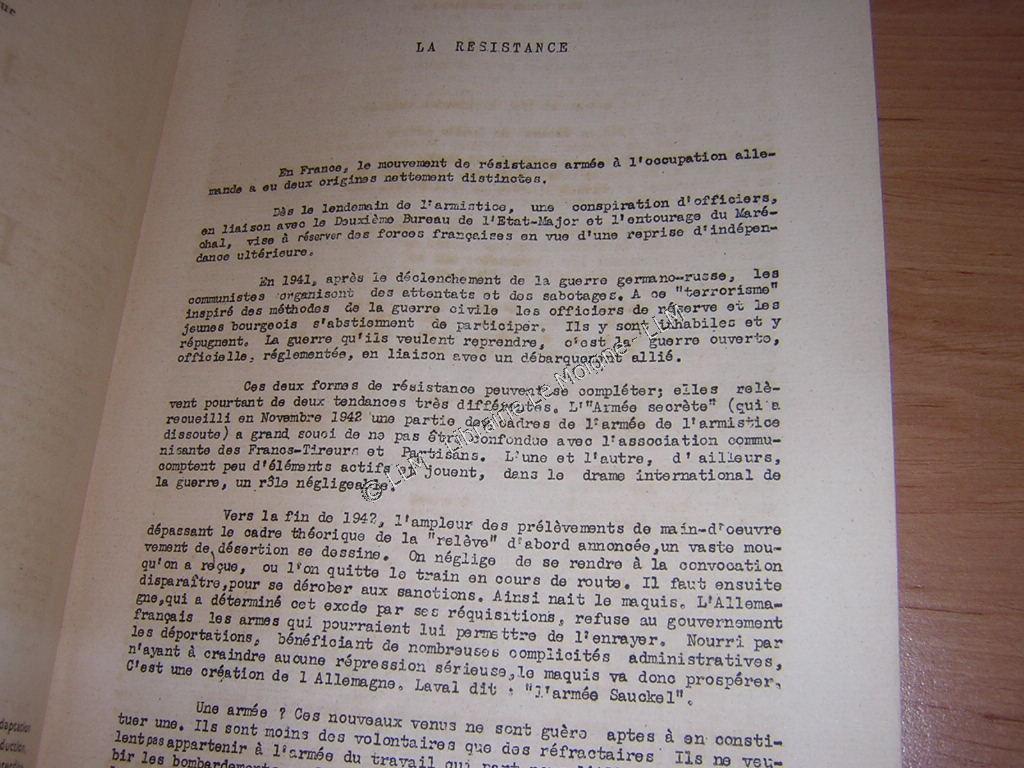 ur
LA RESISTANCE
En France, le mouvement de résistance armée à l'occupation alle-
mande a eu deux origines nettement distinctes.
Dès le lendemain de l'armistice, une conspiration d'officiers,
en liaison avec le Deuxième Bureau de l'Etat-Major et l'entourage du Maré-
chal, vise à réserver des forces françaises en vue d'une reprise d'indépen-
dance ultérieure.
En 1941, après le déclenchement de la guerre germano-russe, les
communistes organisent des attentats et des sabotages. A ce "terrorisme"
inspiré des méthodes de la guerre civile les officiers de réserve et les
jeunes bourgeois s'abstiennent de participer. Ils y sont inhabiles et y
répugnent. La guerre qu'ils veulent reprendre, c'est la guerre ouverte,
officielle, réglementée, en liaison avec un débarquement allié.
Ces deux formes de résistance peuvent se compléter; elles relè-
vent pourtant de deux tendances très différentes. L'"Armée secrète" (qui a
recueilli en Novembre 1942 une partie des cadres de l'armée de l'armistice
dissoute) a grand souci de ne pas être confondue avec l'association commu-
nisante des Francs-Tireurs et Partisans. L'une et l'autre, d'ailleurs,
comptent peu d'éléments actifs et jouent, dans le drame international de
la guerre, un rôle négligeable.
Vers la fin de 1942, l'ampleur des prélèvements de main-d'oeuvre
dépassant le cadre théorique de la "relève" d'abord annoncée,un vaste mou-
vement de désertion se dessine. On néglige de se rendre à la convocation
qu'on a reçue, ou l'on quitte le train en cours de route. Il faut ensuite
disparaître,pour se dérober aux sanctions. Ainsi nait le maquis. L'Allema-
gne,qui a déterminé cet exode par ses réquisitions, refuse au gouvernement
français les armes qui pourraient lui permettre de l'enrayer. Nourri par
les déportations, bénéficiant de nombreuses complicités administratives,
n'ayant à craindre aucune répression sérieuse,le maquis va donc prospérer.
C'est une création de l'Allemagne. Laval dit : "l'armée Sauckel".
Une armée ? Ces nouveaux venus ne sont guère aptes à en consti-
tuer une. Ils sont moins des volontaires que des réfractaires Ils ne veu-
lent pas appartenir à l'armée du travail qui part
bir les bombardements
daptation
duction,
© LLM - Librairie Le Moigne - LLM